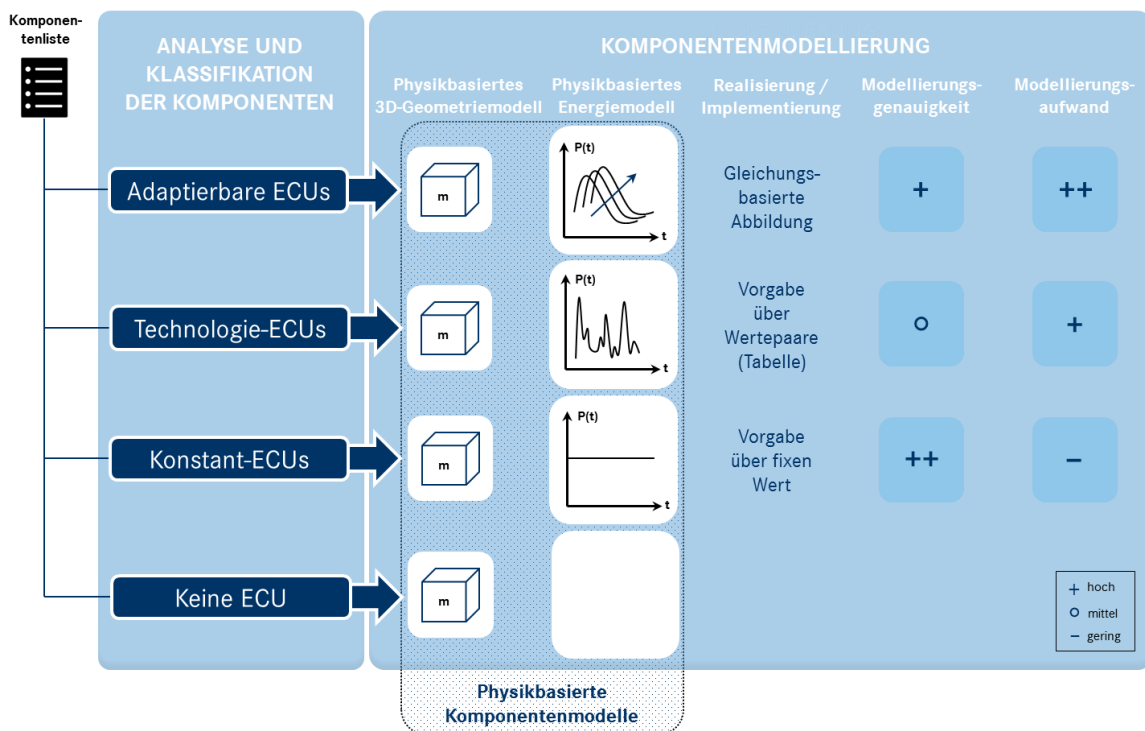 Komponen-
tenliste
ANALYSE UND
KLASSIFIKATION
DER KOMPONENTEN
KOMPONENTENMODELLIERUNG
Physikbasiertes
3D-Geometriemodell
Physikbasiertes
Energiemodell
Realisierung /
Implementierung
Modellierungs-
genauigkeit
Modellierungs-
aufwand
Adaptierbare ECUs
m
P(t)
t
Gleichungs-
basierte
Abbildung
+
++
Technologie-ECUs
m
P(t)
t
Vorgabe
über
Wertepaare
(Tabelle)
o
+
Konstant-ECUs
m
P(t)
t
Vorgabe
über fixen
Wert
++
–
Keine ECU
m
+ hoch
o mittel
– gering
Physikbasierte
Komponentenmodelle